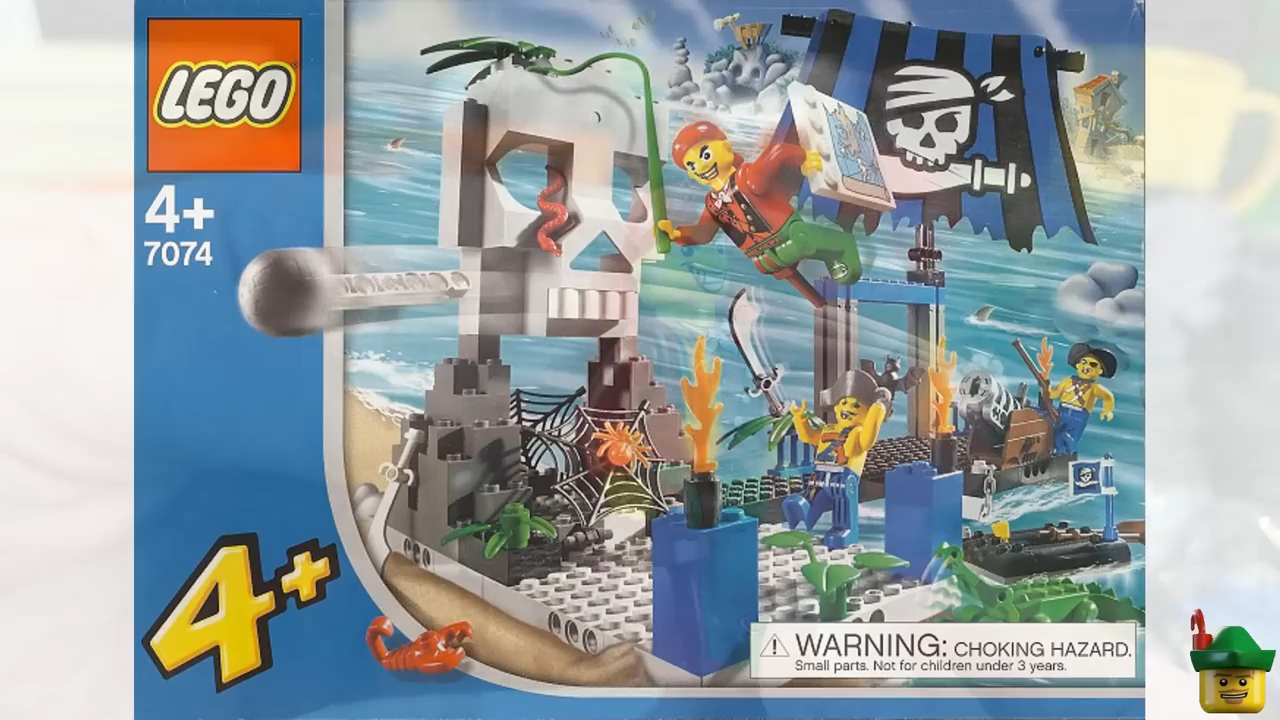 LEGO
4+
7074
4+
WARNING: CHOKING HAZARD.
Small parts. Not for children under 3 years.